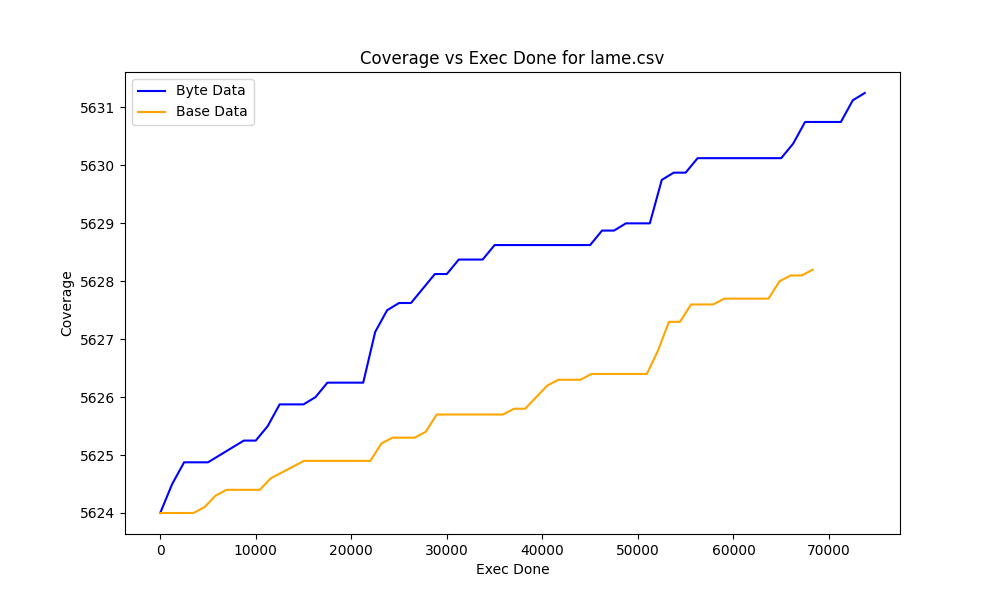 Coverage vs Exec Done for lame.csv
Byte Data
Base Data
Coverage
5631
5630
5629
5628
5627
5626
5625
5624
0 10000 20000 30000 40000 50000 60000 70000
Exec Done